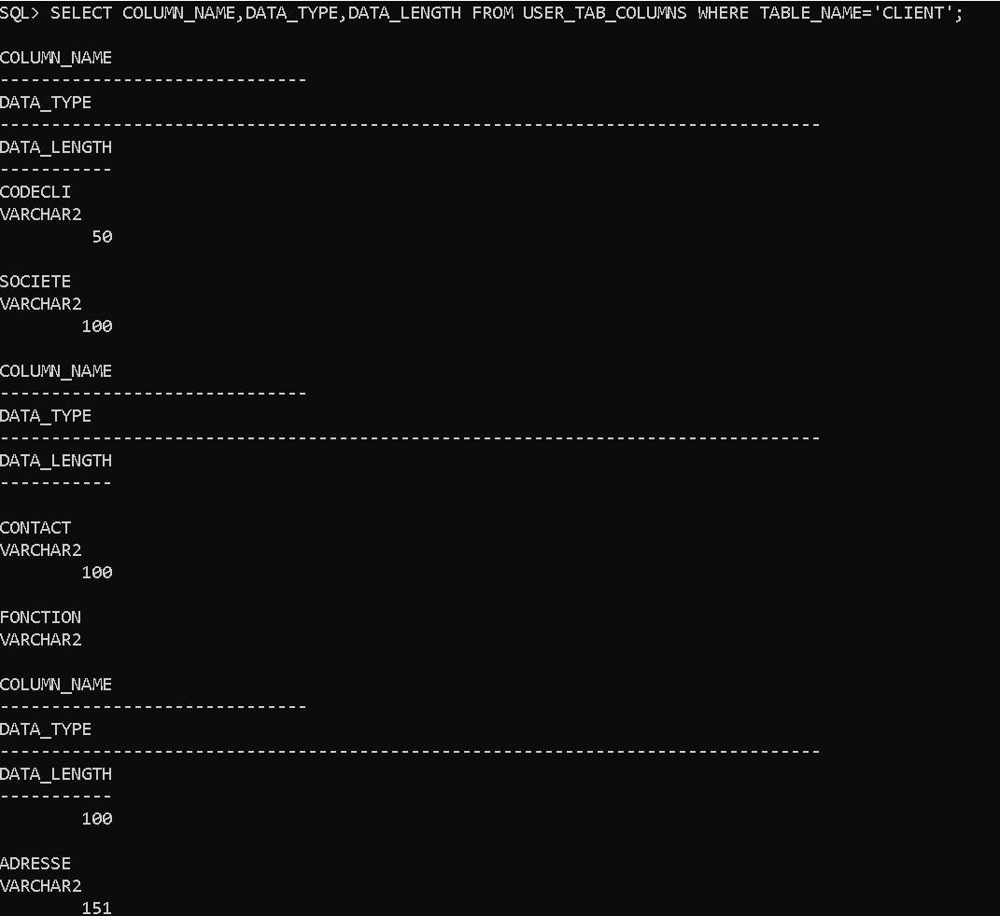 SQL> SELECT COLUMN_NAME,DATA_TYPE,DATA_LENGTH FROM USER_TAB_COLUMNS WHERE TABLE_NAME='CLIENT';
COLUMN_NAME
------------------------------
DATA_TYPE
--------------------------------------------------------------------------------
DATA_LENGTH
-----------
CODECLI
VARCHAR2
50
SOCIETE
VARCHAR2
100
COLUMN_NAME
------------------------------
DATA_TYPE
--------------------------------------------------------------------------------
DATA_LENGTH
-----------
CONTACT
VARCHAR2
100
FONCTION
VARCHAR2
COLUMN_NAME
------------------------------
DATA_TYPE
--------------------------------------------------------------------------------
DATA_LENGTH
-----------
100
ADRESSE
VARCHAR2
151